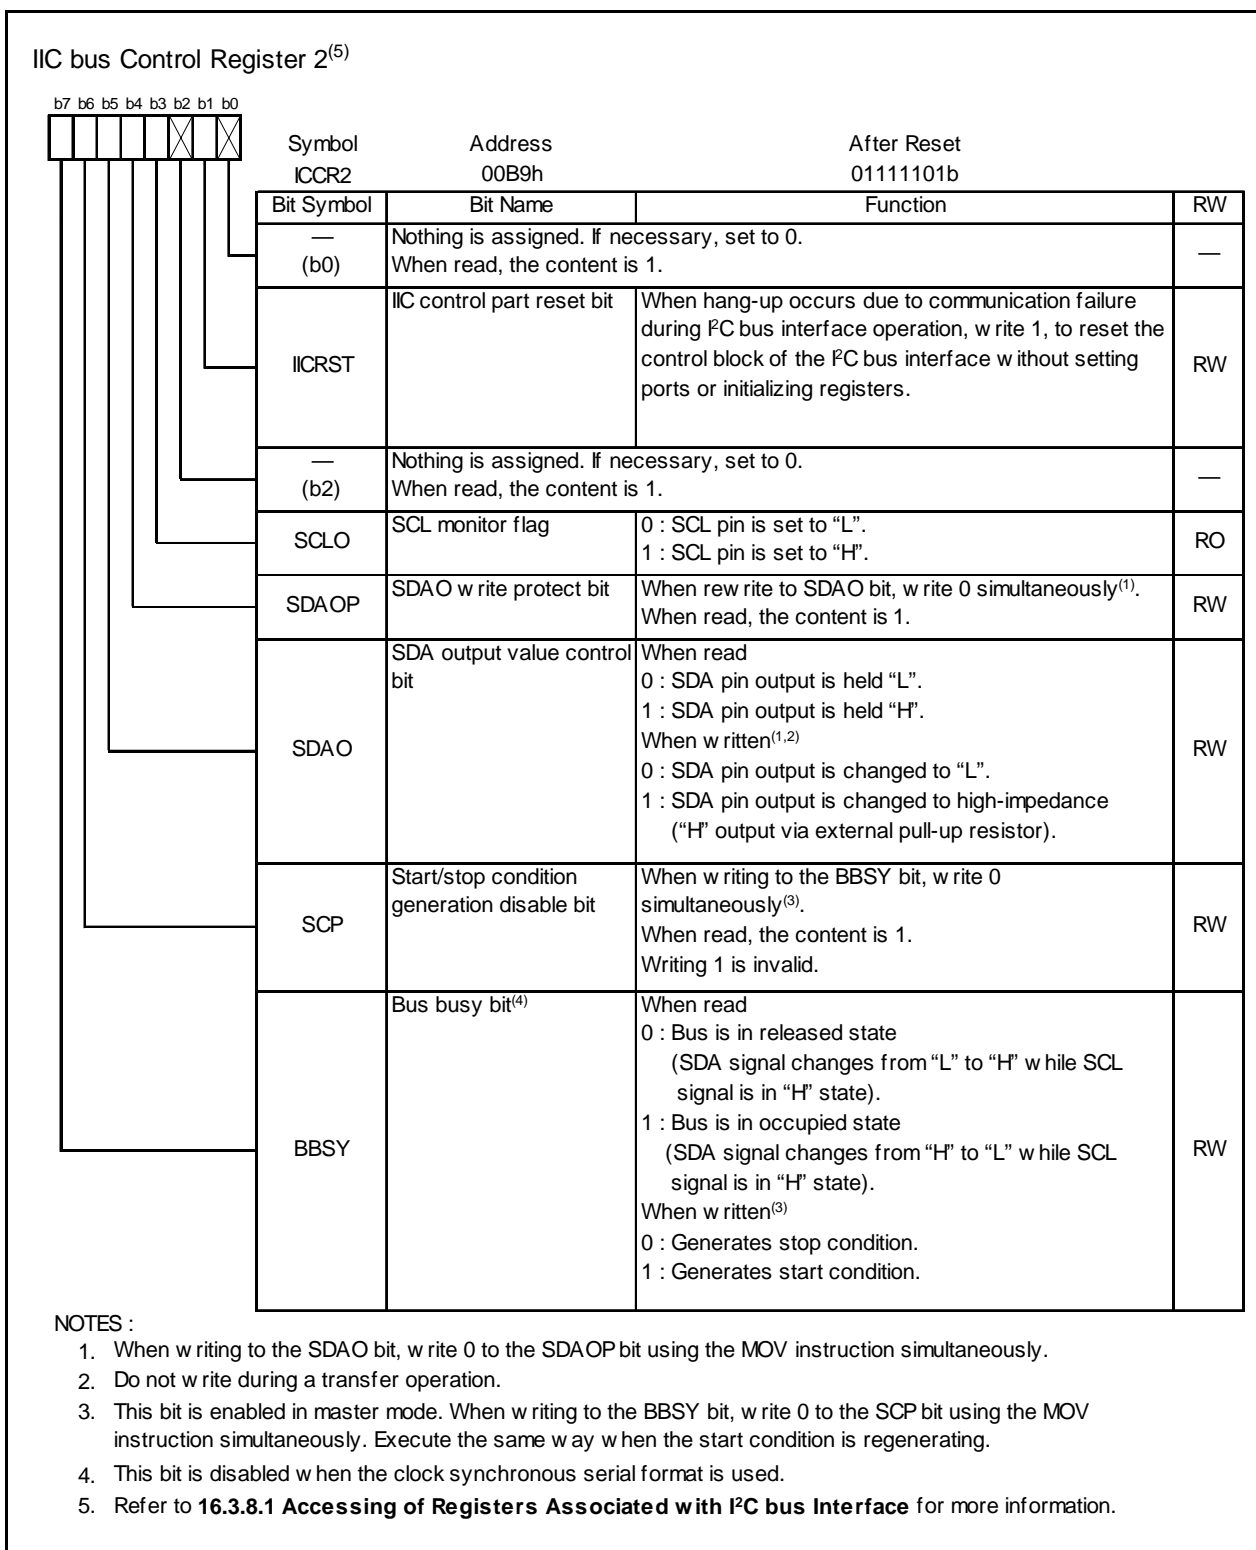 IIC bus Control Register 2(5)
b7 b6 b5 b4 b3 b2 b1 b0
Symbol Address After Reset
ICCR2 00B9h 01111101b
Bit Symbol Bit Name Function RW
— (b0) Nothing is assigned. If necessary, set to 0.
When read, the content is 1. —
IICRST IIC control part reset bit When hang-up occurs due to communication failure
during I²C bus interface operation, write 1, to reset the
control block of the I²C bus interface without setting
ports or initializing registers. RW
— (b2) Nothing is assigned. If necessary, set to 0.
When read, the content is 1. —
SCLO SCL monitor flag 0 : SCL pin is set to “L”.
1 : SCL pin is set to “H”. RO
SDAOP SDAO write protect bit When rewrite to SDAO bit, write 0 simultaneously(1).
When read, the content is 1. RW
SDAO SDA output value control bit When read
0 : SDA pin output is held “L”.
1 : SDA pin output is held “H”.
When written(1,2)
0 : SDA pin output is changed to “L”.
1 : SDA pin output is changed to high-impedance
(“H” output via external pull-up resistor). RW
SCP Start/stop condition generation disable bit When writing to the BBSY bit, write 0
simultaneously(3).
When read, the content is 1.
Writing 1 is invalid. RW
BBSY Bus busy bit(4) When read
0 : Bus is in released state
(SDA signal changes from “L” to “H” while SCL
signal is in “H” state).
1 : Bus is in occupied state
(SDA signal changes from “H” to “L” while SCL
signal is in “H” state).
When written(3)
0 : Generates stop condition.
1 : Generates start condition. RW
NOTES :
1. When writing to the SDAO bit, write 0 to the SDAOP bit using the MOV instruction simultaneously.
2. Do not write during a transfer operation.
3. This bit is enabled in master mode. When writing to the BBSY bit, write 0 to the SCP bit using the MOV
instruction simultaneously. Execute the same way when the start condition is regenerating.
4. This bit is disabled when the clock synchronous serial format is used.
5. Refer to 16.3.8.1 Accessing of Registers Associated with I²C bus Interface for more information.